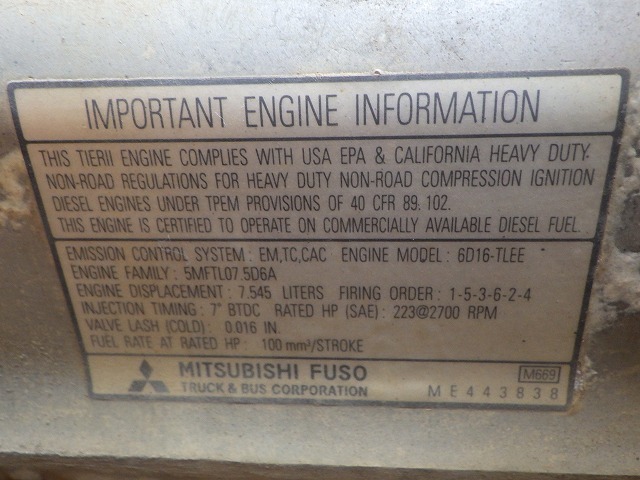 IMPORTANT ENGINE INFORMATION
THIS TIERII ENGINE COMPLIES WITH USA EPA & CALIFORNIA HEAVY DUTY.
NON-ROAD REGULATIONS FOR HEAVY DUTY NON-ROAD COMPRESSION IGNITION
DIESEL ENGINES UNDER TPEM PROVISIONS OF 40 CFR 89. 102.
THIS ENGINE IS CERTIFIED TO OPERATE ON COMMERCIALLY AVAILABLE DIESEL FUEL.
EMISSION CONTROL SYSTEM : EM,TC,CAC ENGINE MODEL : 6D16-TLEE
ENGINE FAMILY : 5MFTL07.5D6A
ENGINE DISPLACEMENT : 7.545 LITERS FIRING ORDER : 1-5-3-6-2-4
INJECTION TIMING : 7° BTDC RATED HP (SAE) : 223@2700 RPM
VALVE LASH (COLD) : 0.016 IN.
FUEL RATE AT RATED HP : 100 mm³/STROKE
MITSUBISHI FUSO M669
TRUCK & BUS CORPORATION ME443838